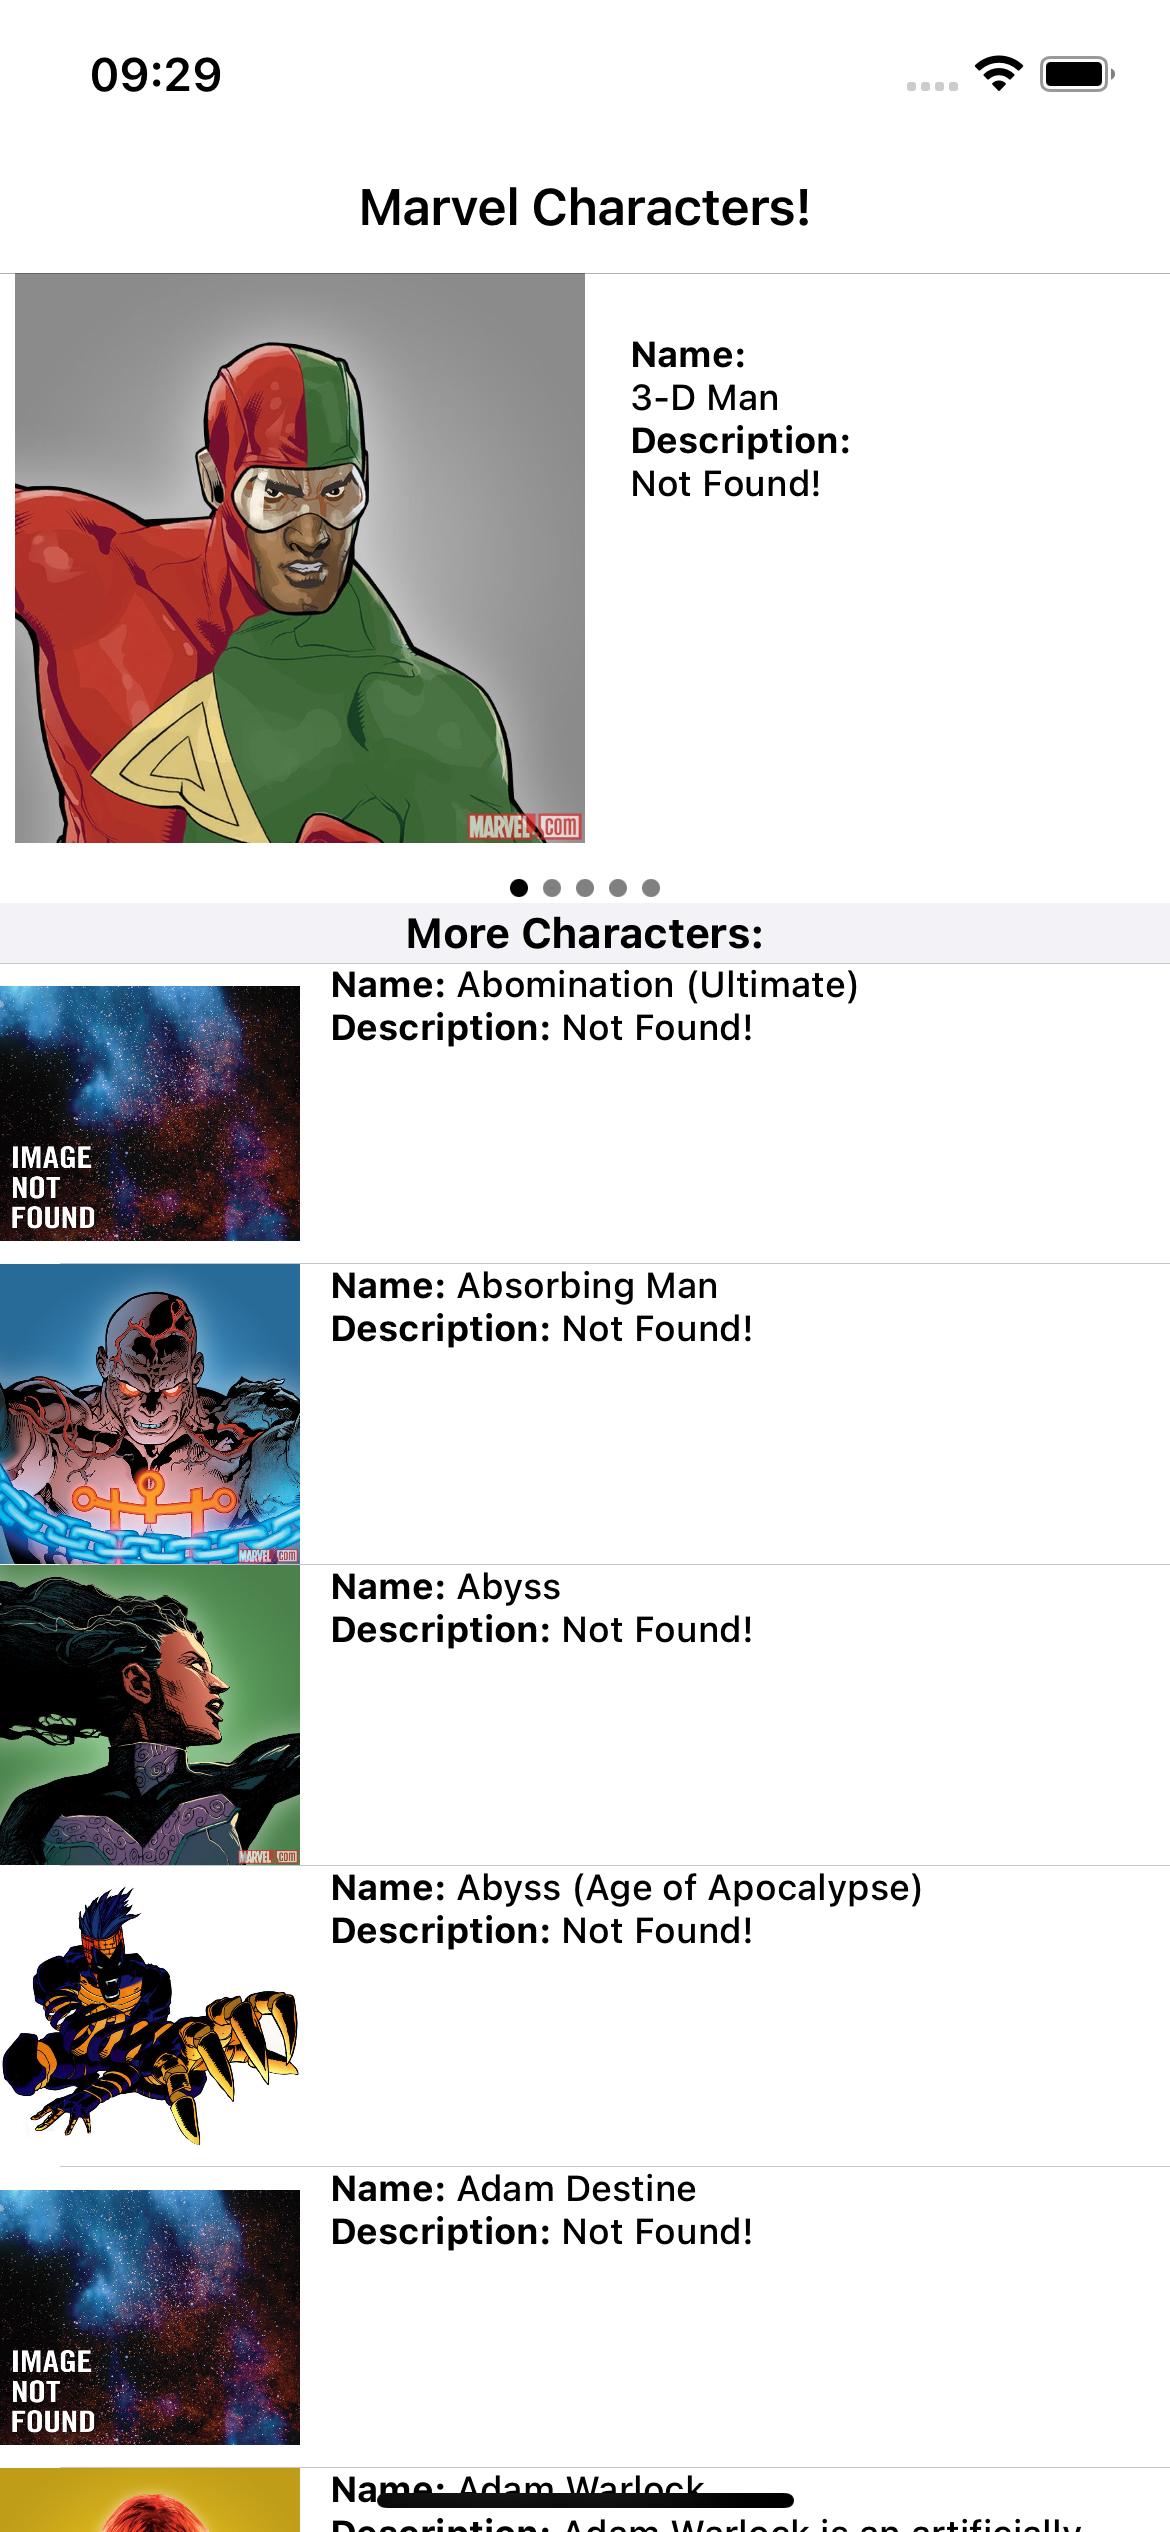 09:29
Marvel Characters!
Name:
3-D Man
Description:
Not Found!
MARVEL.com
More Characters:
Name: Abomination (Ultimate)
Description: Not Found!
IMAGE
NOT
FOUND
Name: Absorbing Man
Description: Not Found!
MARVEL.com
Name: Abyss
Description: Not Found!
MARVEL.com
Name: Abyss (Age of Apocalypse)
Description: Not Found!
Name: Adam Destine
Description: Not Found!
IMAGE
NOT
FOUND
Name: Adam Warlock
Description: Adam Warlock is an artificially